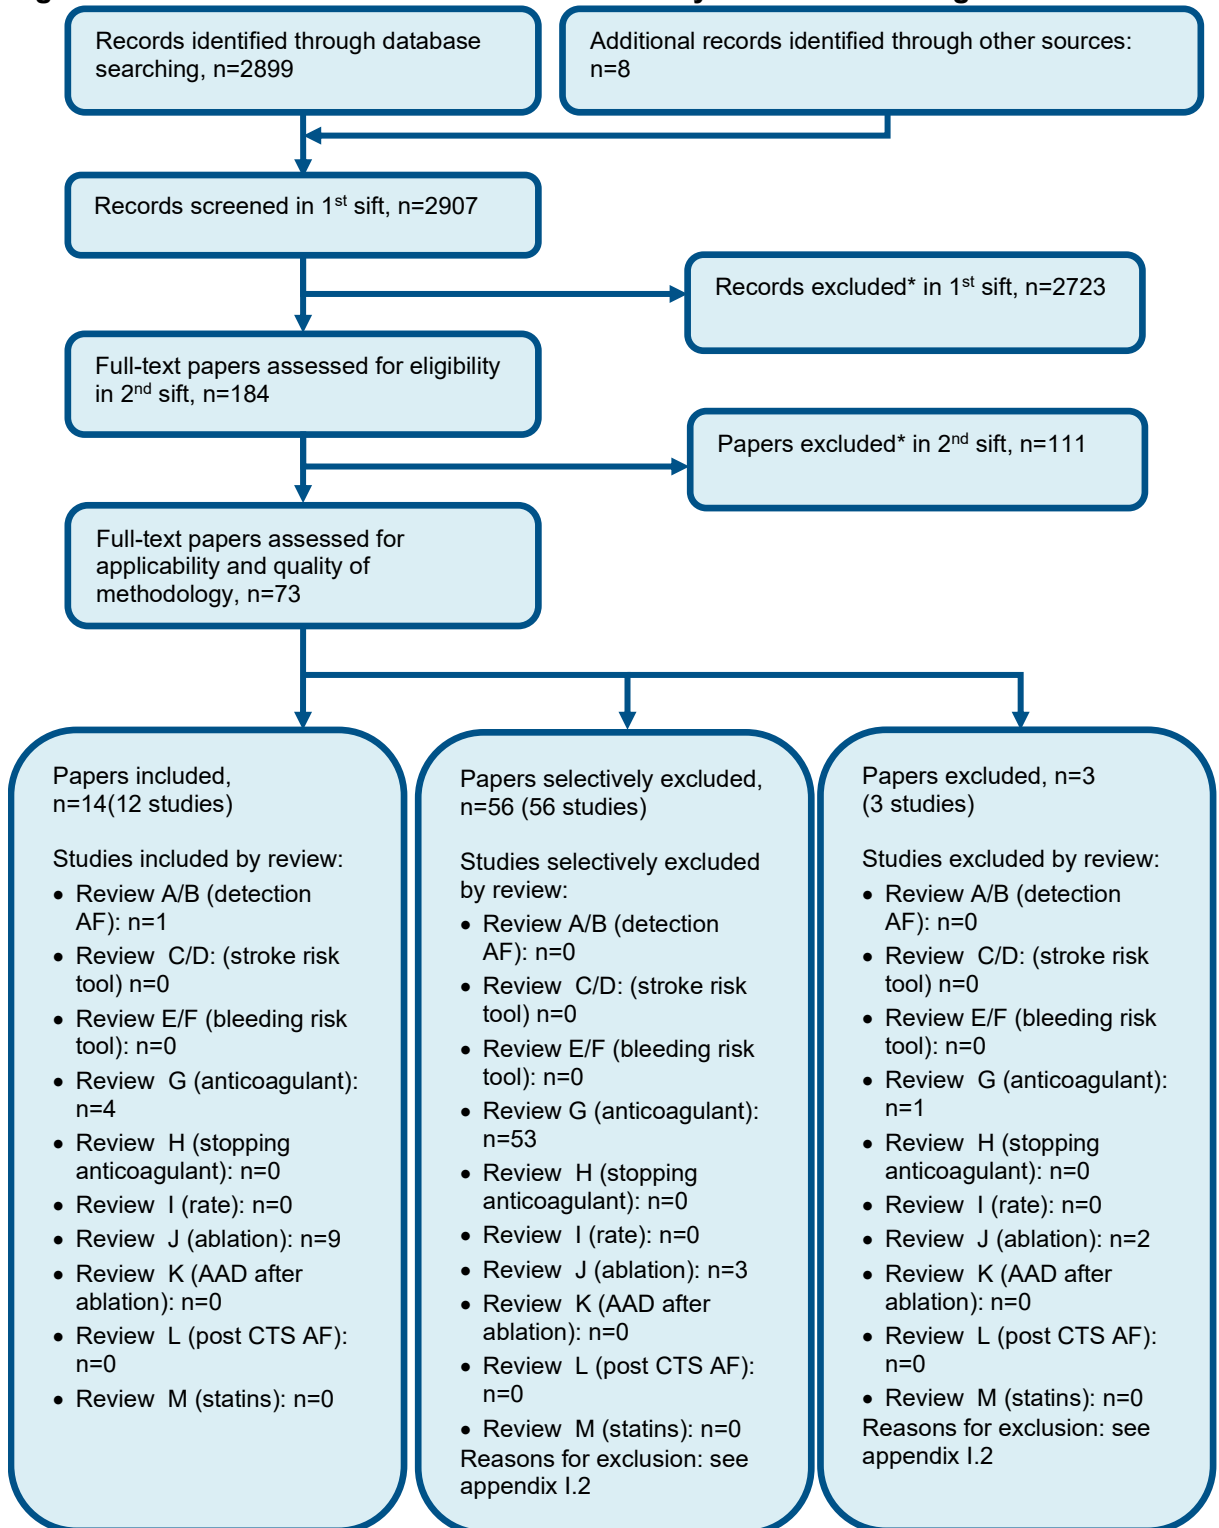 Records identified through database
searching, n=2899
Additional records identified through other sources:
n=8
Records screened in 1st sift, n=2907
Records excluded* in 1st sift, n=2723
Full-text papers assessed for eligibility
in 2nd sift, n=184
Papers excluded* in 2nd sift, n=111
Full-text papers assessed for
applicability and quality of
methodology, n=73
Papers included,
n=14(12 studies)
Studies included by review:
• Review A/B (detection
AF): n=1
• Review C/D: (stroke risk
tool) n=0
• Review E/F (bleeding risk
tool): n=0
• Review G (anticoagulant):
n=4
• Review H (stopping
anticoagulant): n=0
• Review I (rate): n=0
• Review J (ablation): n=9
• Review K (AAD after
ablation): n=0
• Review L (post CTS AF):
n=0
• Review M (statins): n=0
Papers selectively excluded,
n=56 (56 studies)
Studies selectively excluded
by review:
• Review A/B (detection
AF): n=0
• Review C/D: (stroke risk
tool) n=0
• Review E/F (bleeding risk
tool): n=0
• Review G (anticoagulant):
n=53
• Review H (stopping
anticoagulant): n=0
• Review I (rate): n=0
• Review J (ablation): n=3
• Review K (AAD after
ablation): n=0
• Review L (post CTS AF):
n=0
• Review M (statins): n=0
Reasons for exclusion: see
appendix I.2
Papers excluded, n=3
(3 studies)
Studies excluded by review:
• Review A/B (detection
AF): n=0
• Review C/D: (stroke risk
tool) n=0
• Review E/F (bleeding risk
tool): n=0
• Review G (anticoagulant):
n=1
• Review H (stopping
anticoagulant): n=0
• Review I (rate): n=0
• Review J (ablation): n=2
• Review K (AAD after
ablation): n=0
• Review L (post CTS AF):
n=0
• Review M (statins): n=0
Reasons for exclusion: see
appendix I.2